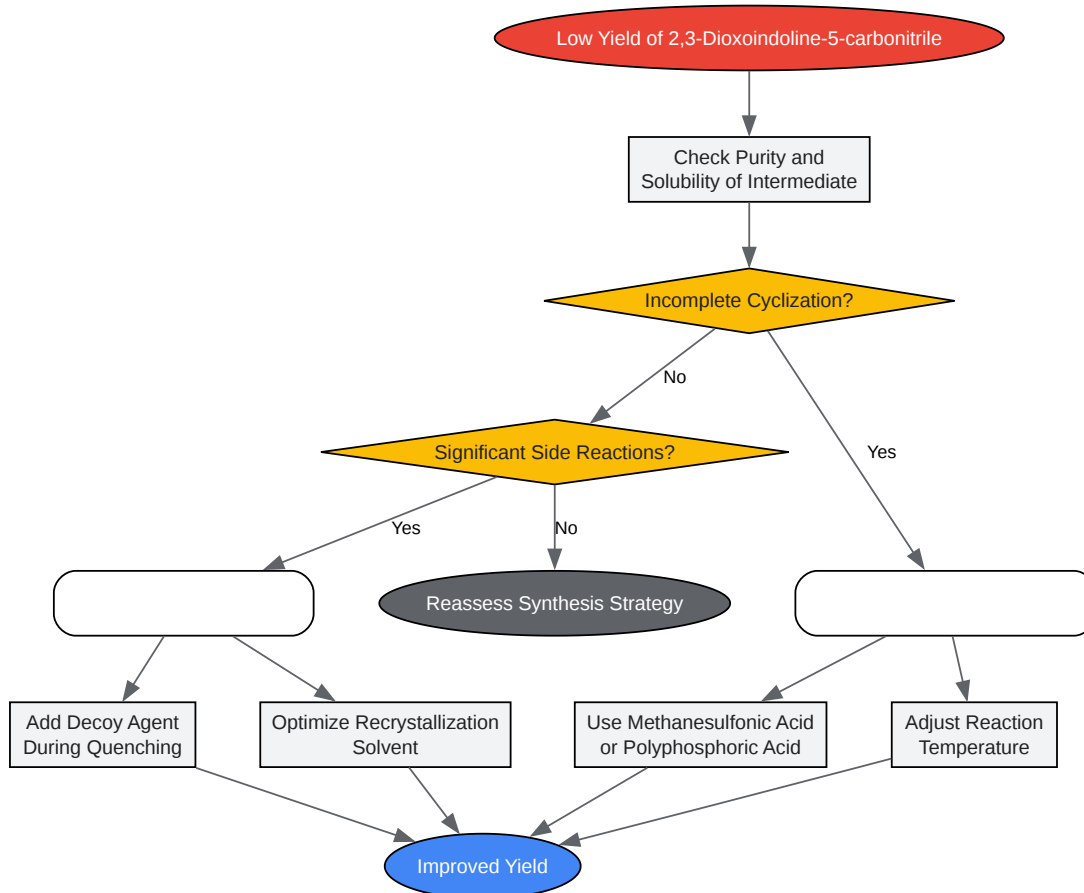 Low Yield of 2,3-Dioxoindoline-5-carbonitrile
Check Purity and
Solubility of Intermediate
Incomplete Cyclization?
No
Yes
Significant Side Reactions?
Yes
No
Reassess Synthesis Strategy
Add Decoy Agent
During Quenching
Optimize Recrystallization
Solvent
Use Methanesulfonic Acid
or Polyphosphoric Acid
Adjust Reaction
Temperature
Improved Yield